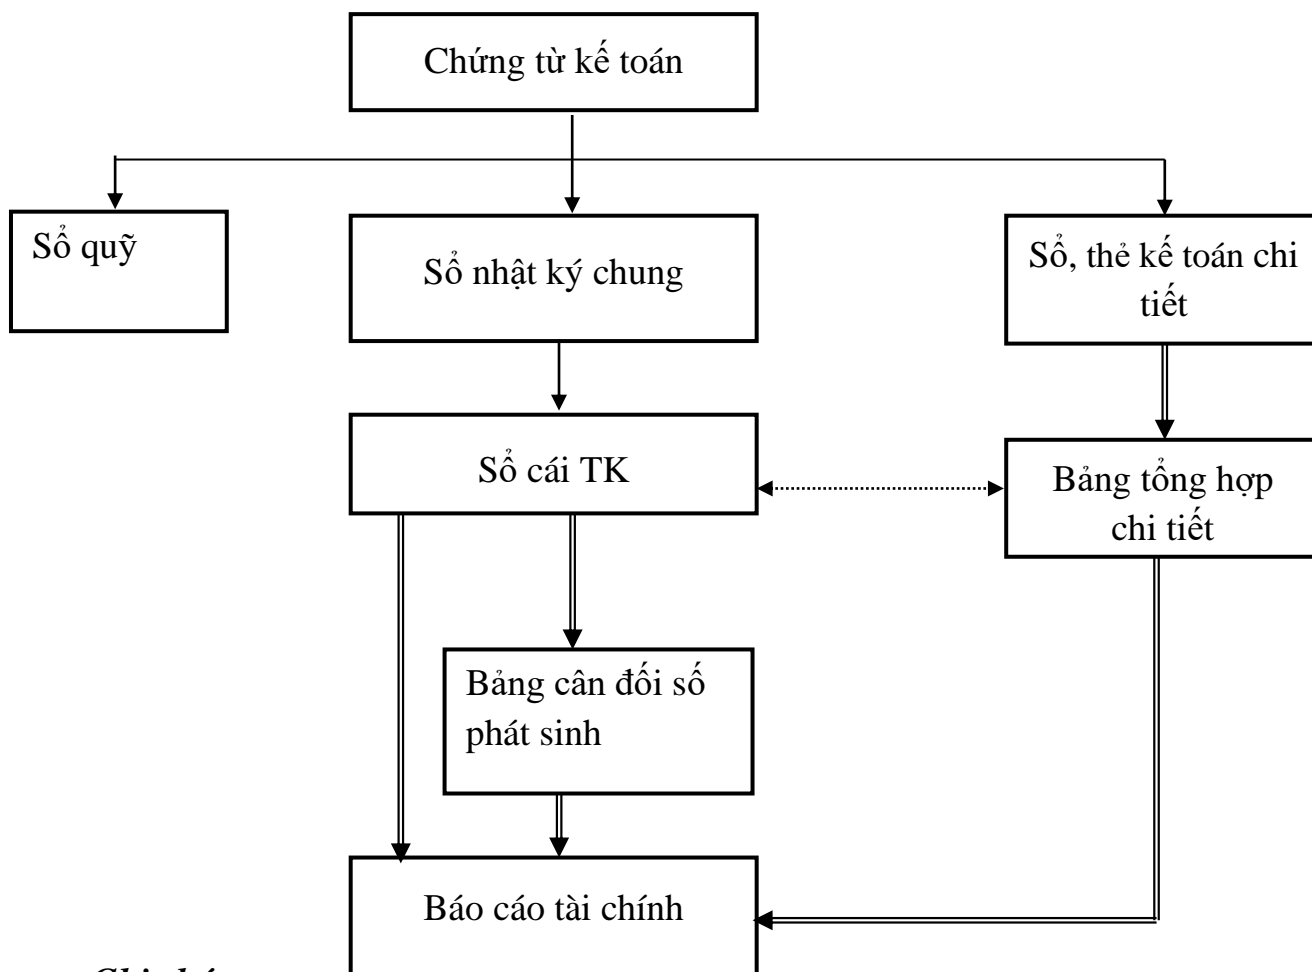 Chứng từ kế toán
Sổ quỹ
Sổ nhật ký chung
Sổ, thẻ kế toán chi
tiết
Sổ cái TK
Bảng tổng hợp
chi tiết
Bảng cân đối số
phát sinh
Báo cáo tài chính